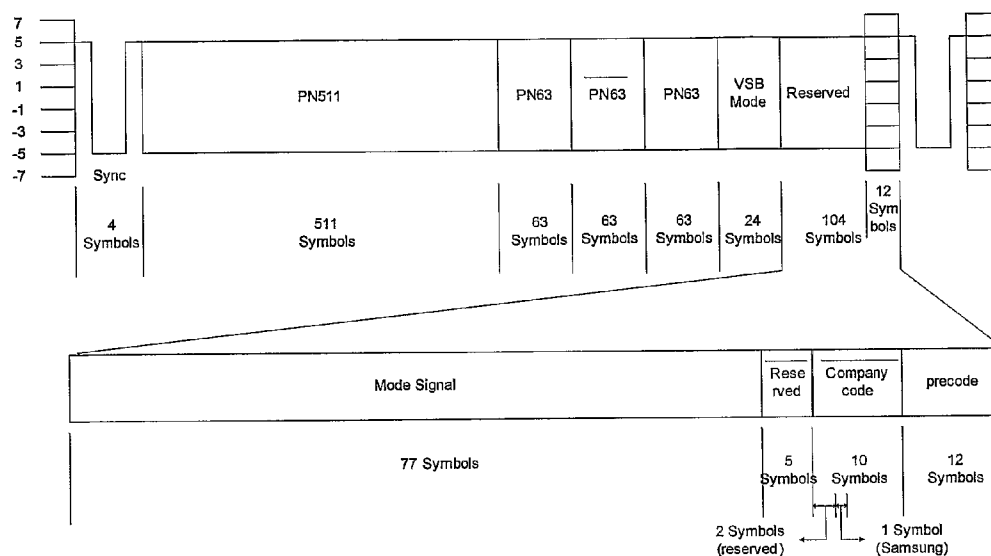 7
5
3
1
-1
-3
-5
-7
Sync
PN511
PN63
PN63
PN63
VSB
Mode
Reserved
4
Symbols
511
Symbols
63
Symbols
63
Symbols
63
Symbols
24
Symbols
104
Symbols
12
Sym
bols
Mode Signal
Rese
rved
Company
code
precode
77 Symbols
5
Symbols
10
Symbols
12
Symbols
2 Symbols
(reserved)
1 Symbol
(Samsung)